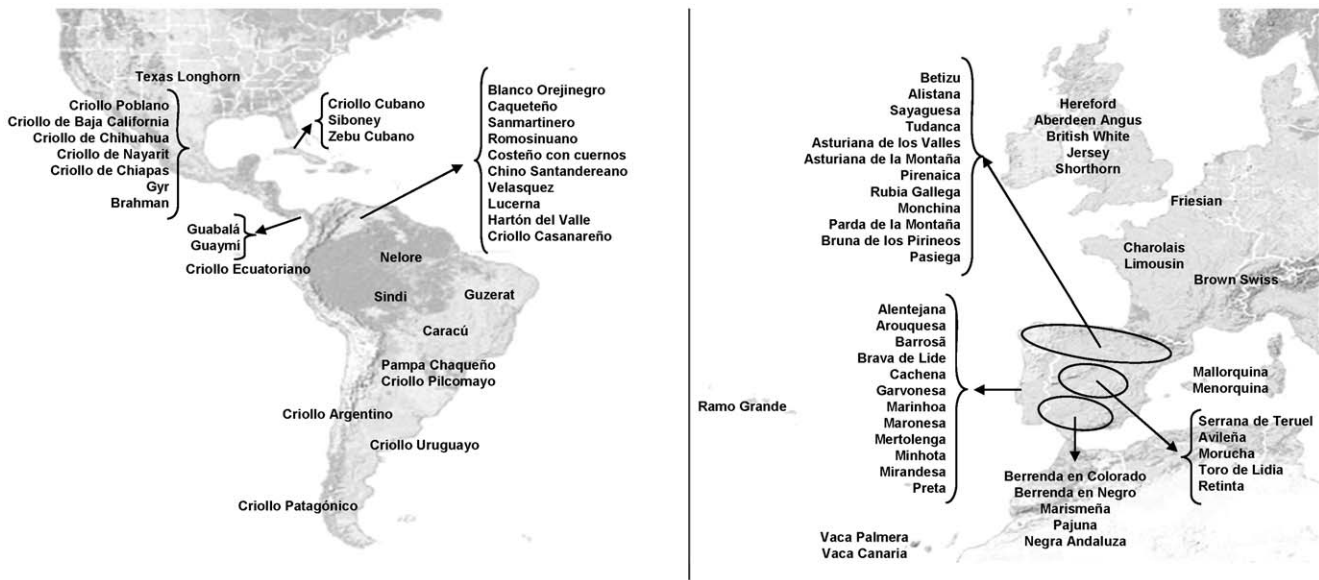 Texas Longhorn
Criollo Poblano
Criollo de Baja California
Criollo de Chihuahua
Criollo de Nayarit
Criollo de Chiapas
Gyr
Brahman
Criollo Cubano
Siboney
Zebu Cubano
Blanco Orejinegro
Caqueteño
Sanmartinero
Romosinuano
Costeño con cuernos
Chino Santandereano
Velasquez
Lucerna
Hartón del Valle
Criollo Casanareño
Guabalá
Guaymí
Criollo Ecuatoriano
Nelore
Sindi
Guzerat
Caracú
Pampa Chaqueño
Criollo Pilcomayo
Criollo Argentino
Criollo Uruguayo
Criollo Patagónico
Betizu
Alistana
Sayaguesa
Tudanca
Asturiana de los Valles
Asturiana de la Montaña
Pirenaica
Rubia Gallega
Monchina
Parda de la Montaña
Bruna de los Pirineos
Pasiega
Hereford
Aberdeen Angus
British White
Jersey
Shorthorn
Friesian
Charolais
Limousin
Brown Swiss
Alentejana
Arouquesa
Barrosã
Brava de Lide
Cachena
Garvonesa
Marinhoa
Maronesa
Mertolenga
Minhota
Mirandesa
Preta
Ramo Grande
Mallorquina
Menorquina
Serrana de Teruel
Avileña
Morucha
Toro de Lidia
Retinta
Berrenda en Colorado
Berrenda en Negro
Marismeña
Pajuna
Negra Andaluza
Vaca Palmera
Vaca Canaria